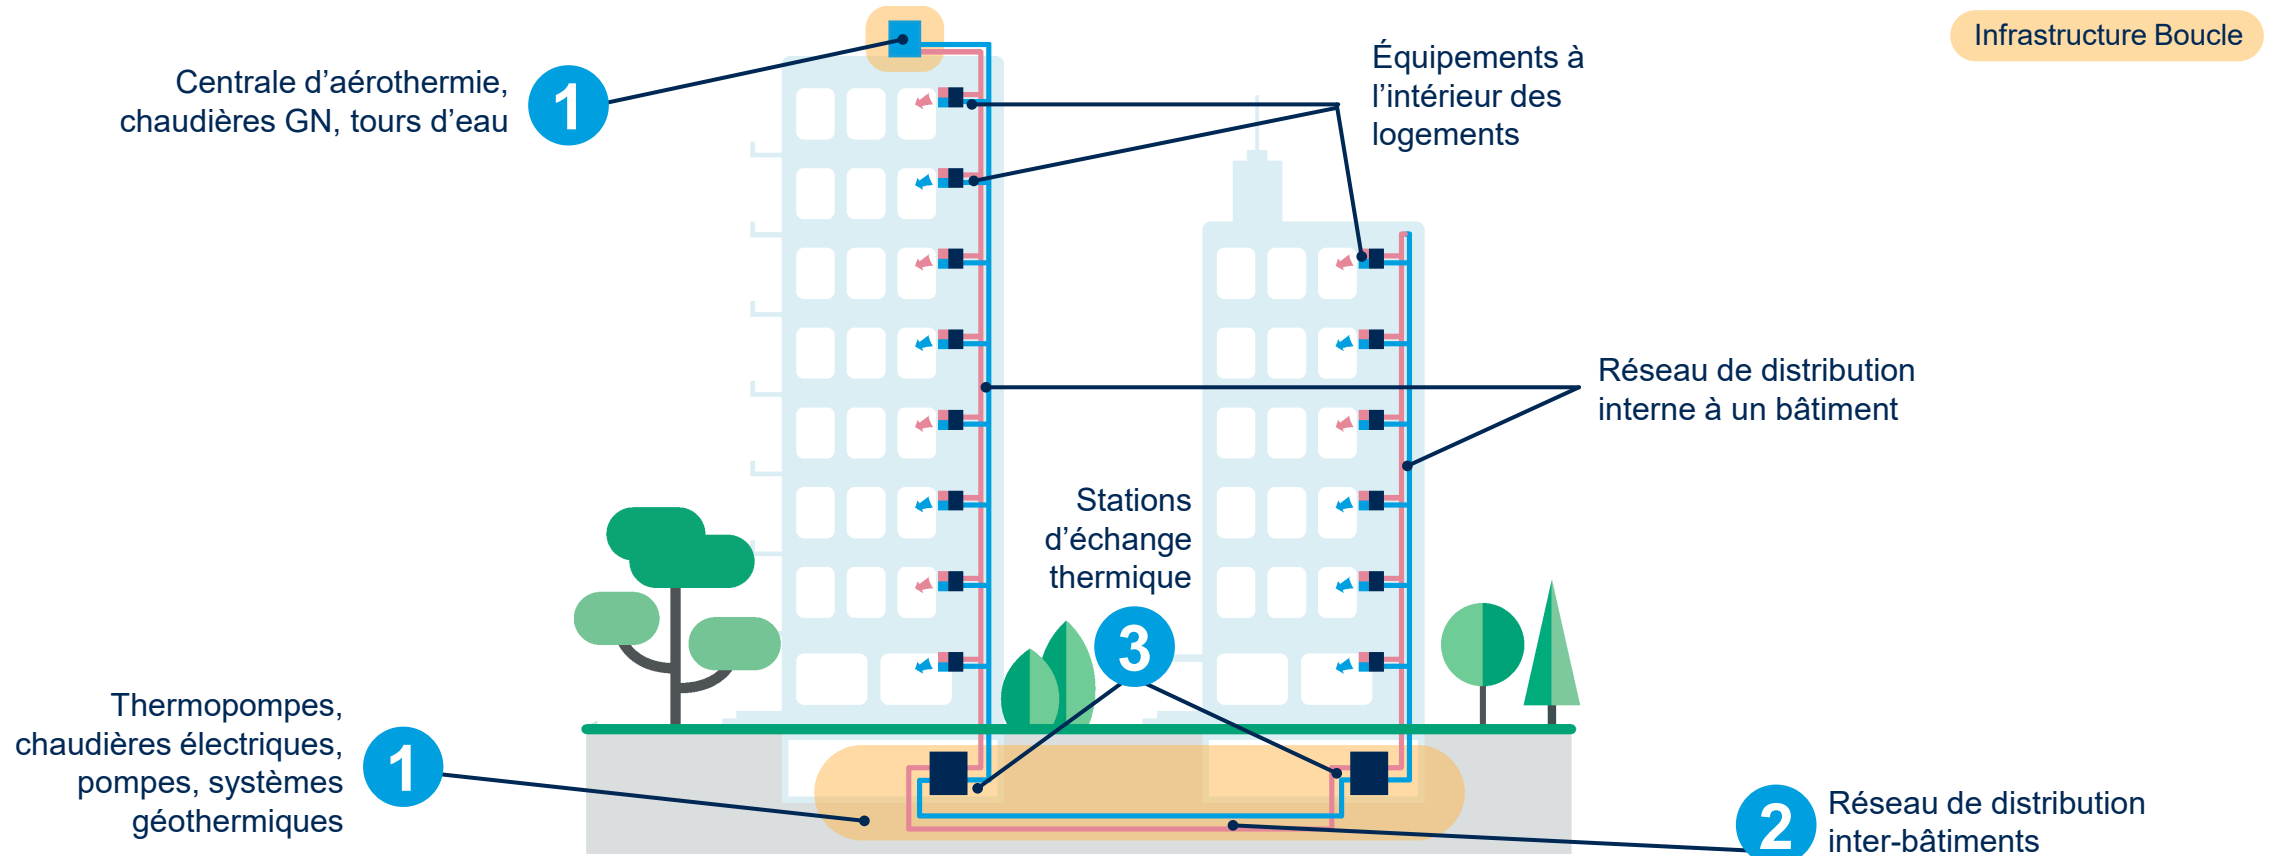 Infrastructure Boucle
Centrale d’aérothermie,
chaudières GN, tours d’eau
1
Équipements à
l’intérieur des
logements
Réseau de distribution
interne à un bâtiment
Stations
d’échange
thermique
3
Thermopompes,
chaudières électriques,
pompes, systèmes
géothermiques
1
2
Réseau de distribution
inter-bâtiments